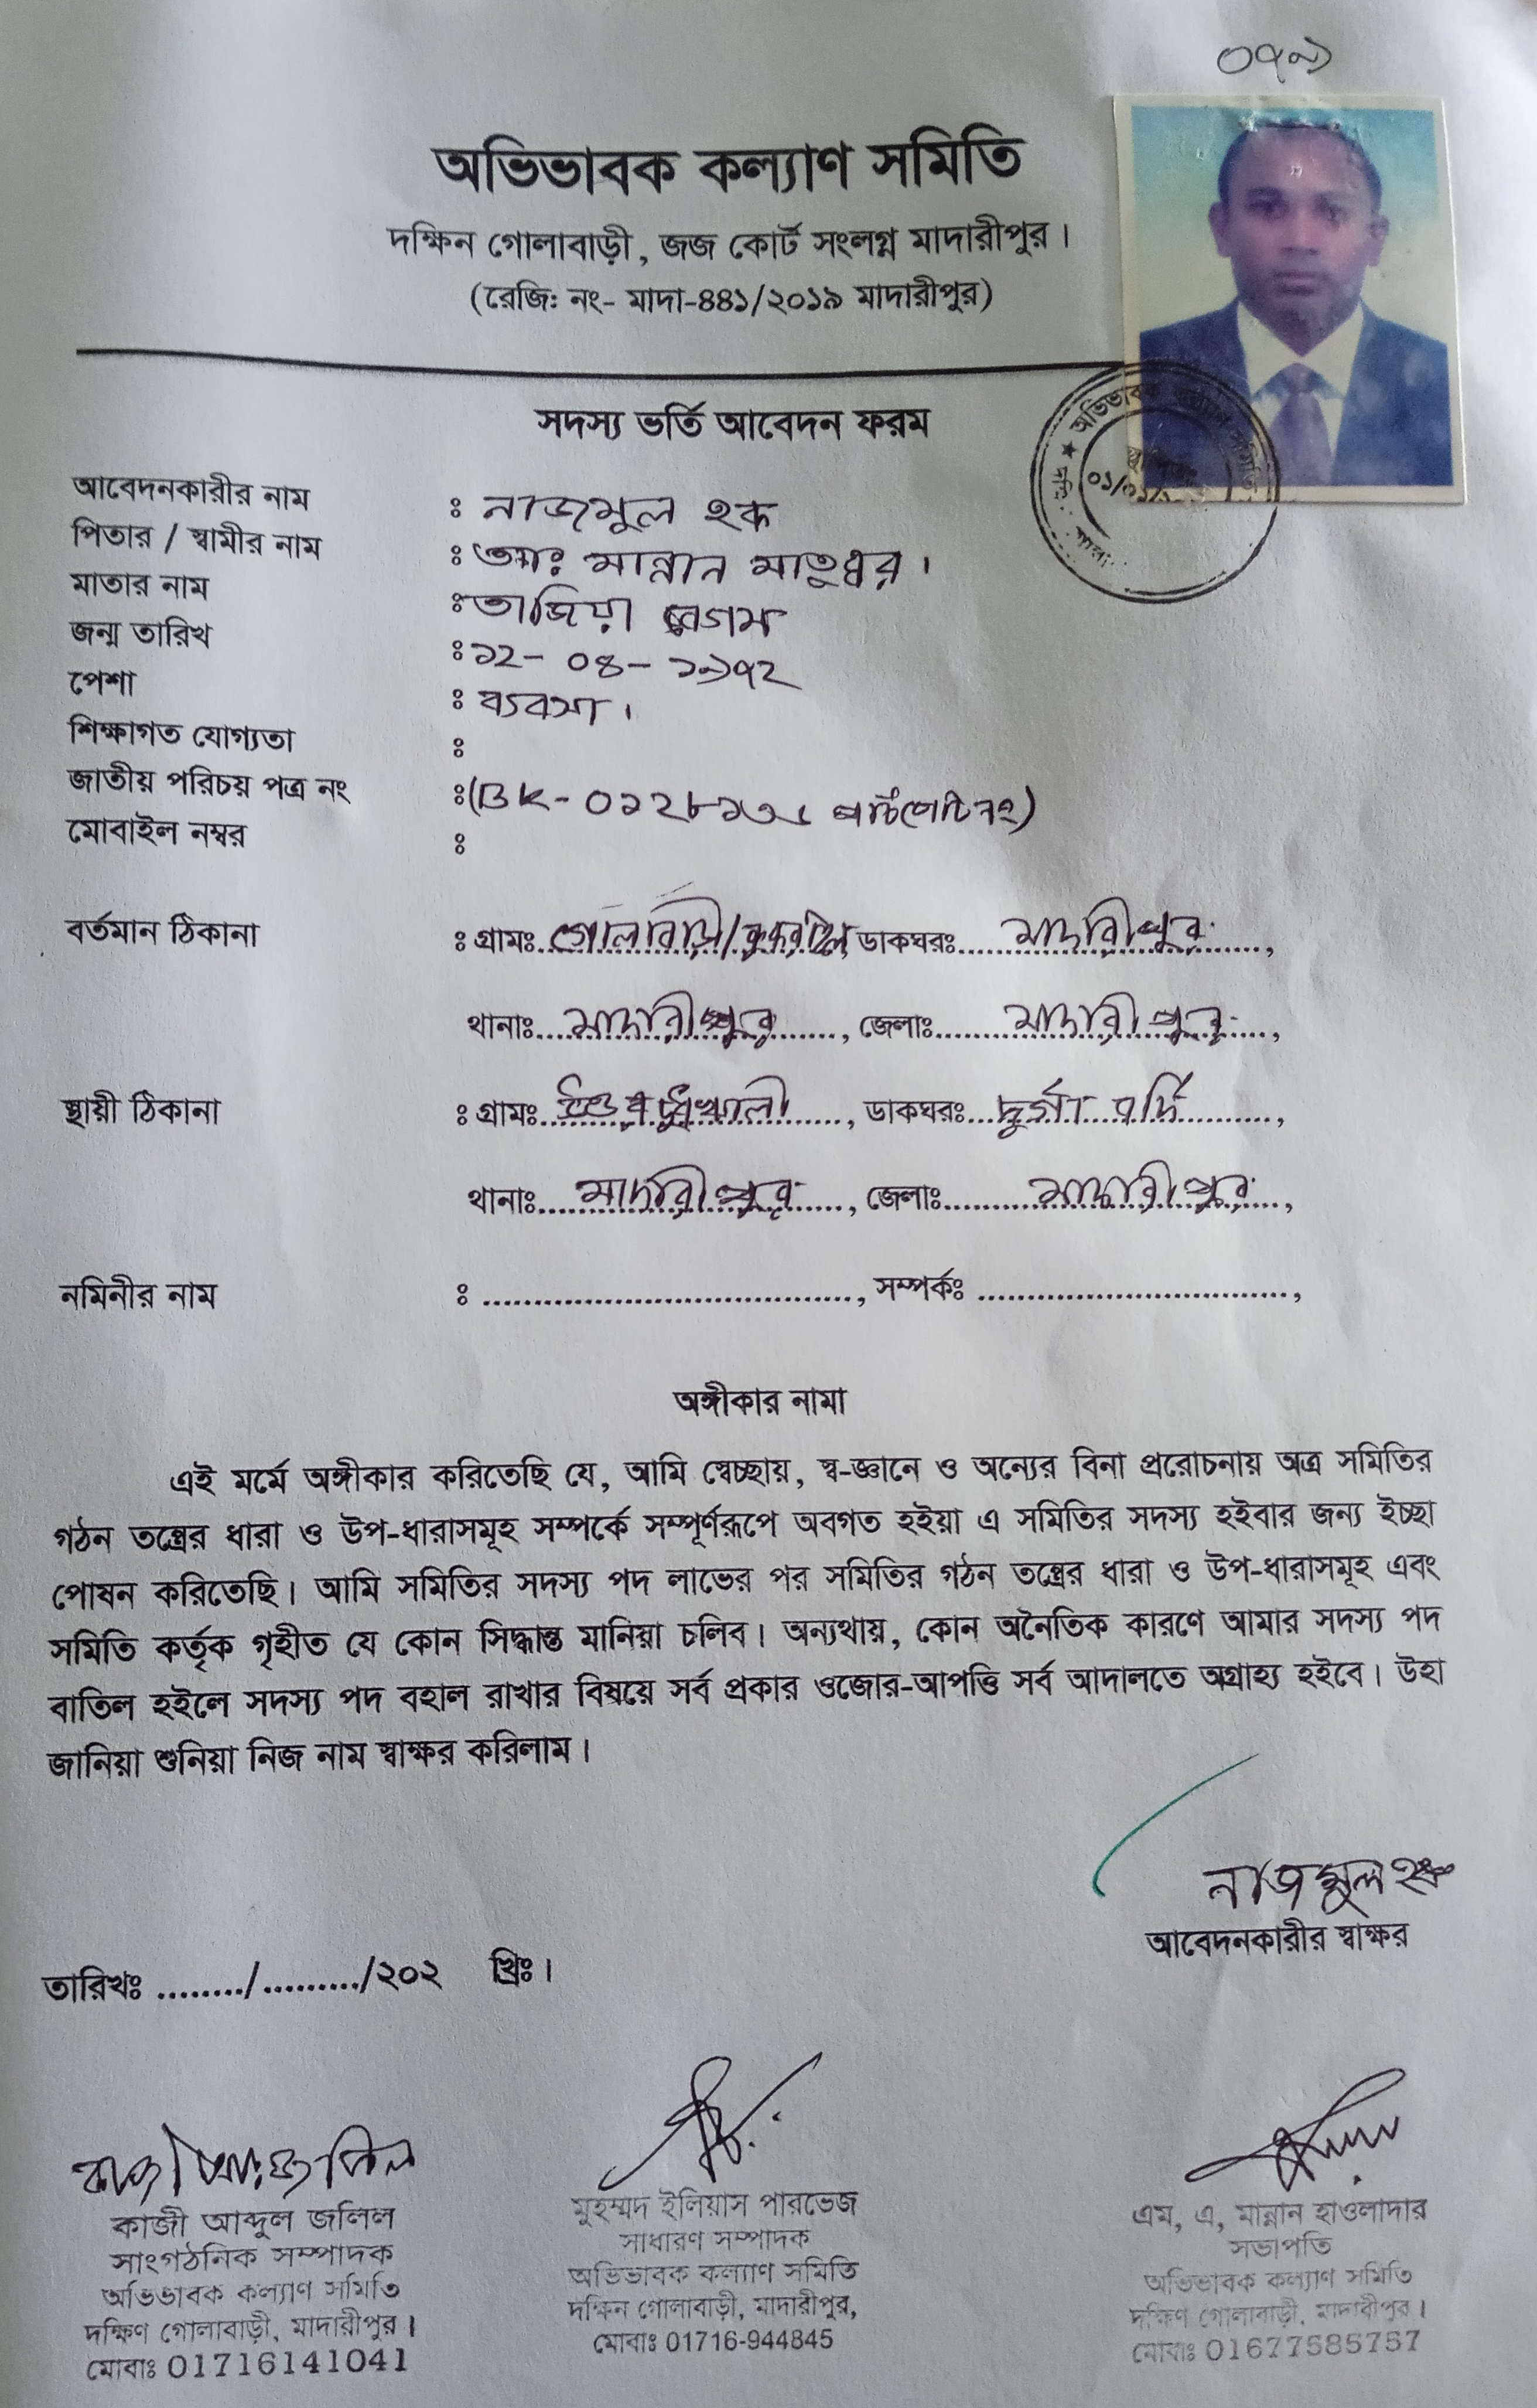 ০৭৯
অভিভাবক কল্যাণ সমিতি
দক্ষিন গোলাবাড়ী, জজ কোর্ট সংলগ্ন মাদারীপুর।
(রেজি: নং- মাদা-৪৪১/২০১৯ মাদারীপুর)
সদস্য ভর্তি আবেদন ফরম
আবেদনকারীর নাম : নাজমুল হক
পিতার / স্বামীর নাম : আঃ মান্নান মাতুব্বর।
মাতার নাম : তাজিয়া বেগম
জন্ম তারিখ : ১২- ০৪- ১৯৭২
পেশা : ব্যবসা।
শিক্ষাগত যোগ্যতা :
জাতীয় পরিচয় পত্র নং : (BK- ০১২৮১৩৬ পাসপোর্ট নং)
মোবাইল নম্বর :
বর্তমান ঠিকানা : গ্রামঃ গোলাবাড়ী/কুকরাইল, ডাকঘরঃ মাদারীপুর,
থানাঃ মাদারীপুর, জেলাঃ মাদারীপুর,
স্থায়ী ঠিকানা : গ্রামঃ উত্তর দুধখালী, ডাকঘরঃ দুর্গা বর্দি,
থানাঃ মাদারীপুর, জেলাঃ মাদারীপুর,
নমিনীর নাম : ...................................., সম্পর্কঃ ..............................,
অঙ্গীকার নামা
এই মর্মে অঙ্গীকার করিতেছি যে, আমি স্বেচ্ছায়, স্ব-জ্ঞানে ও অন্যের বিনা প্ররোচনায় অত্র সমিতির
গঠন তন্ত্রের ধারা ও উপ-ধারাসমূহ সম্পর্কে সম্পূর্ণরূপে অবগত হইয়া এ সমিতির সদস্য হইবার জন্য ইচ্ছা
পোষন করিতেছি। আমি সমিতির সদস্য পদ লাভের পর সমিতির গঠন তন্ত্রের ধারা ও উপ-ধারাসমূহ এবং
সমিতি কর্তৃক গৃহীত যে কোন সিদ্ধান্ত মানিয়া চলিব। অন্যথায়, কোন অনৈতিক কারণে আমার সদস্য পদ
বাতিল হইলে সদস্য পদ বহাল রাখার বিষয়ে সর্ব প্রকার ওজোর-আপত্তি সর্ব আদালতে অগ্রাহ্য হইবে। উহা
জানিয়া শুনিয়া নিজ নাম স্বাক্ষর করিলাম।
নাজমুল হক
আবেদনকারীর স্বাক্ষর
তারিখঃ ......../........./২০২ খ্রিঃ।
কাজী আব্দুল জলিল
কাজী আব্দুল জলিল
সাংগঠনিক সম্পাদক
অভিভাবক কল্যাণ সমিতি
দক্ষিণ গোলাবাড়ী, মাদারীপুর।
মোবাঃ 01716141041
মুহম্মদ ইলিয়াস পারভেজ
সাধারণ সম্পাদক
অভিভাবক কল্যাণ সমিতি
দক্ষিন গোলাবাড়ী, মাদারীপুর,
মোবাঃ 01716-944845
এম, এ, মান্নান হাওলাদার
সভাপতি
অভিভাবক কল্যাণ সমিতি
দক্ষিণ গোলাবাড়ী, মাদারীপুর।
মোবাঃ 01677585757